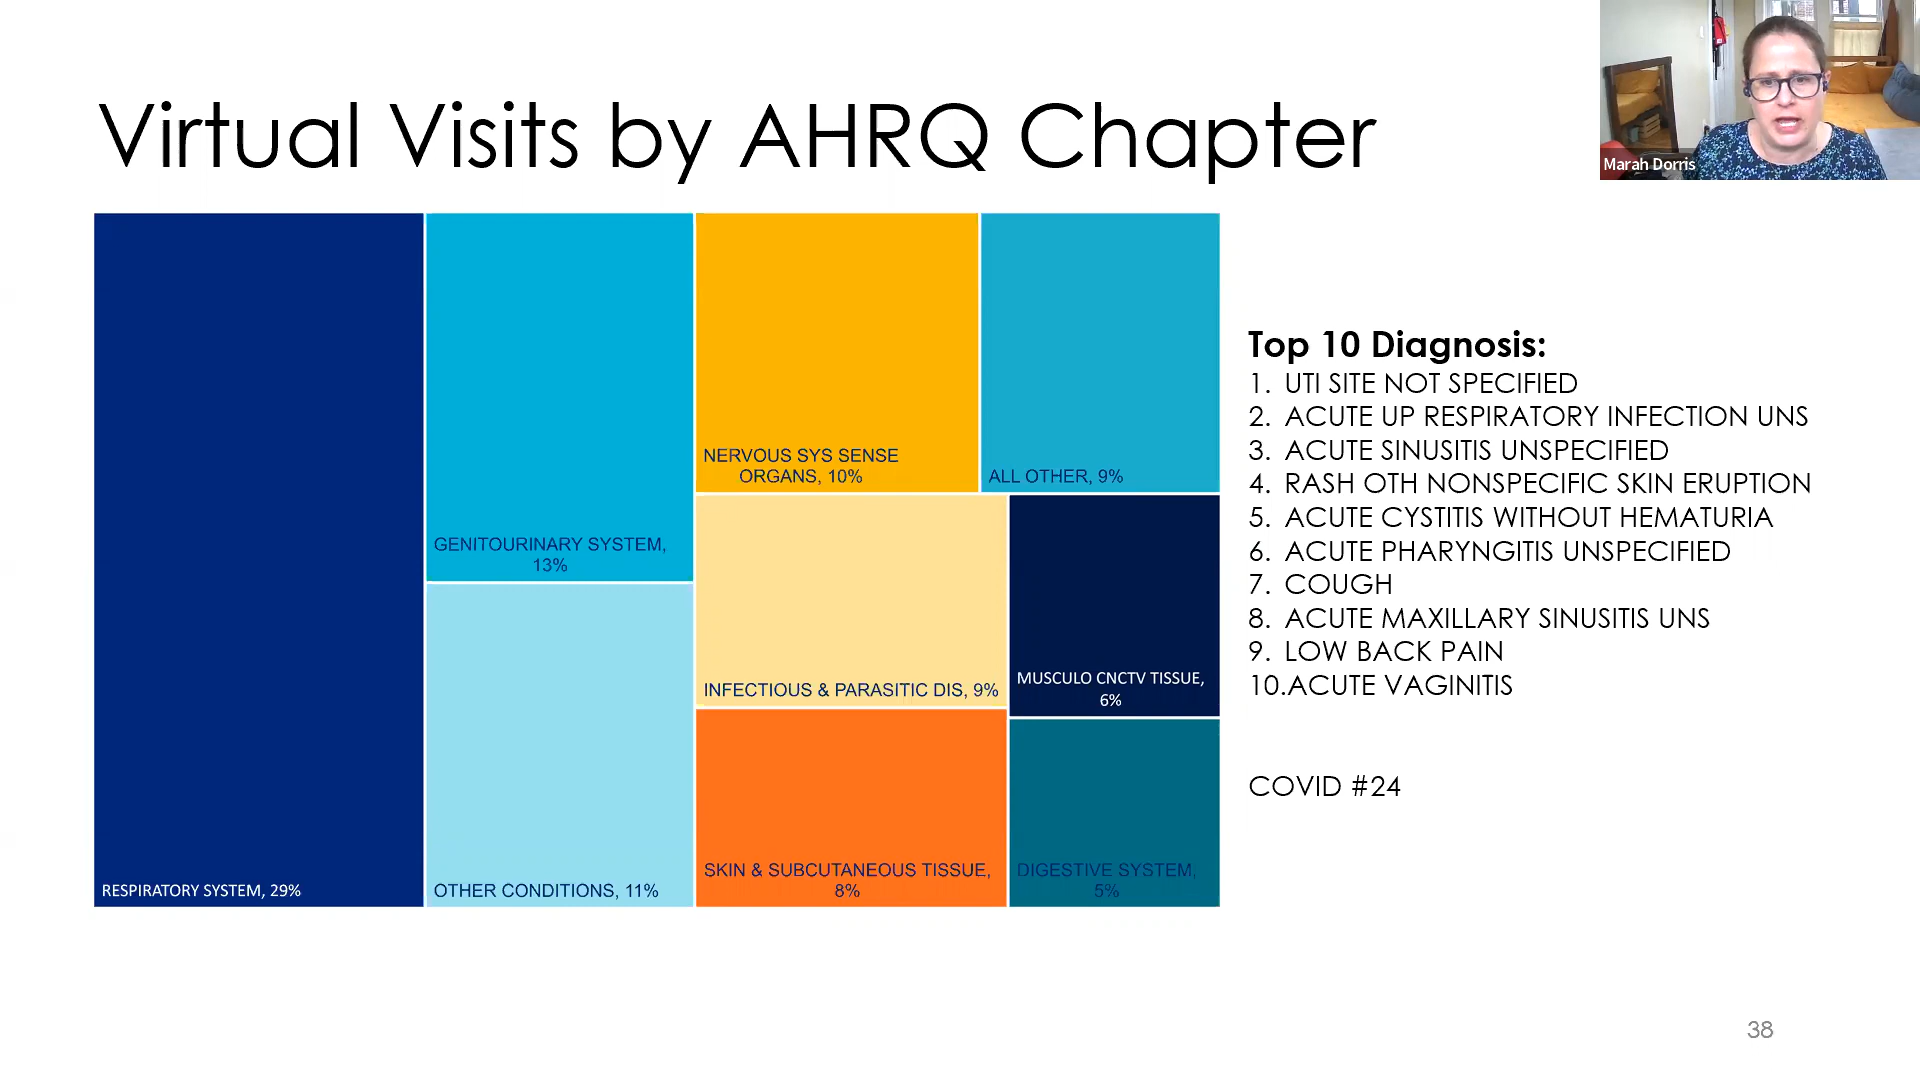 Virtual Visits by AHRQ Chapter
Marah Dorris
RESPIRATORY SYSTEM, 29%
GENITOURINARY SYSTEM,
13%
OTHER CONDITIONS, 11%
NERVOUS SYS SENSE
ORGANS, 10%
ALL OTHER, 9%
INFECTIOUS & PARASITIC DIS, 9%
MUSCULO CNCTV TISSUE,
6%
SKIN & SUBCUTANEOUS TISSUE,
8%
DIGESTIVE SYSTEM,
5%
Top 10 Diagnosis:
1. UTI SITE NOT SPECIFIED
2. ACUTE UP RESPIRATORY INFECTION UNS
3. ACUTE SINUSITIS UNSPECIFIED
4. RASH OTH NONSPECIFIC SKIN ERUPTION
5. ACUTE CYSTITIS WITHOUT HEMATURIA
6. ACUTE PHARYNGITIS UNSPECIFIED
7. COUGH
8. ACUTE MAXILLARY SINUSITIS UNS
9. LOW BACK PAIN
10.ACUTE VAGINITIS
COVID #24
38